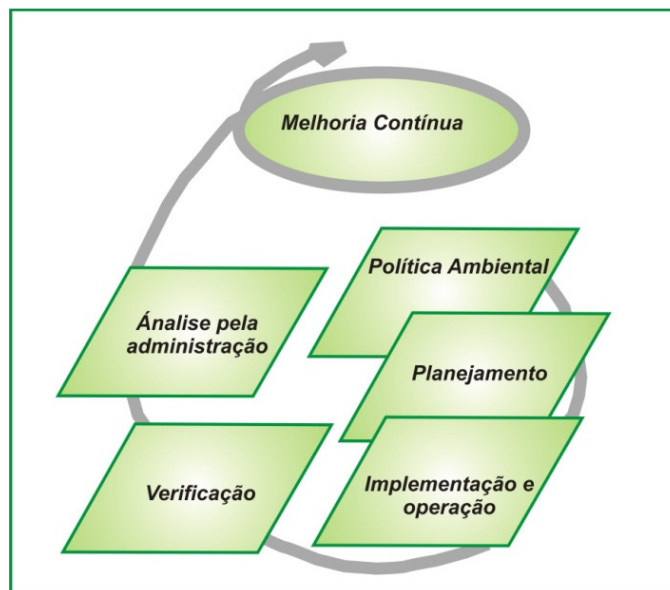 Melhoria Contínua
Política Ambiental
Planejamento
Implementação e
operação
Verificação
Ánalise pela
administração